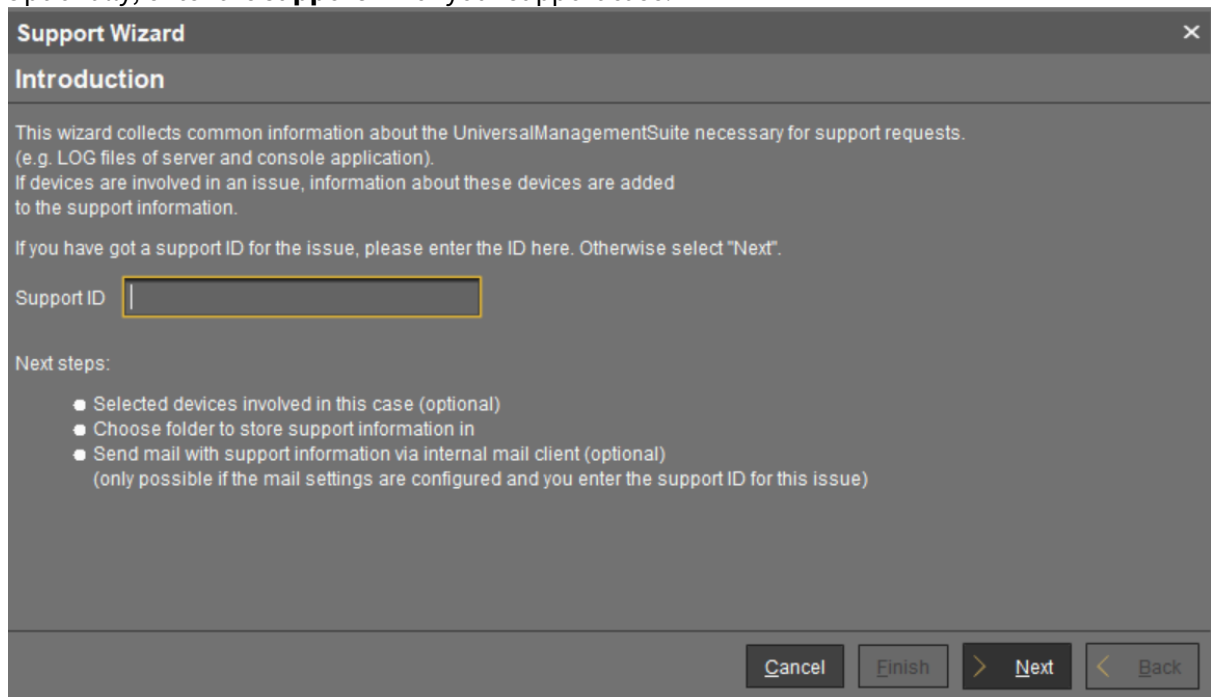 Support Wizard
Introduction
This wizard collects common information about the UniversalManagementSuite necessary for support requests.
(e.g. LOG files of server and console application).
If devices are involved in an issue, information about these devices are added
to the support information.
If you have got a support ID for the issue, please enter the ID here. Otherwise select "Next".
Support ID
Next steps:
Selected devices involved in this case (optional)
Choose folder to store support information in
Send mail with support information via internal mail client (optional)
(only possible if the mail settings are configured and you enter the support ID for this issue)
Cancel Finish Next Back